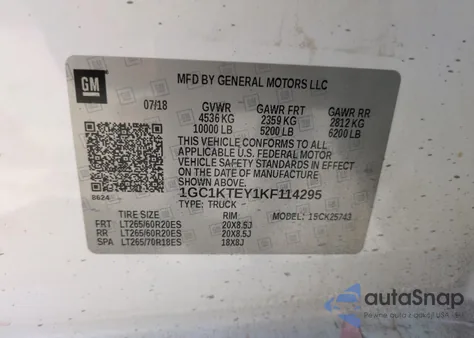 GM
MFD BY GENERAL MOTORS LLC
07/18 GVWR GAWR FRT GAWR RR
4536 KG 2359 KG 2812 KG
10000 LB 5200 LB 6200 LB
THIS VEHICLE CONFORMS TO ALL
APPLICABLE U.S. FEDERAL MOTOR
VEHICLE SAFETY STANDARDS IN EFFECT
ON THE DATE OF MANUFACTURE
SHOWN ABOVE.
1GC1KTEY1KF114295
TYPE: TRUCK
8624
TIRE SIZE RIM MODEL: 15CK25743
FRT LT265/60R20ES 20X8.5J
RR LT265/60R20ES 20X8.5J
SPA LT265/70R18ES 18X8J
autoSnap